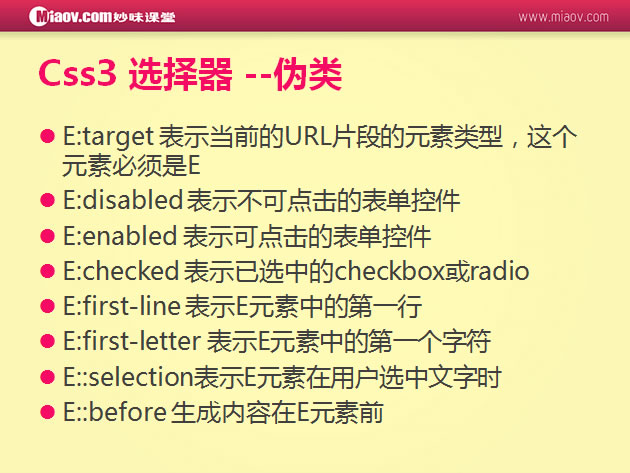 Miaov.com 妙味课堂
www.miaov.com
Css3 选择器 --伪类
E:target 表示当前的URL片段的元素类型，这个
元素必须是E
E:disabled 表示不可点击的表单控件
E:enabled 表示可点击的表单控件
E:checked 表示已选中的checkbox或radio
E:first-line 表示E元素中的第一行
E:first-letter 表示E元素中的第一个字符
E::selection表示E元素在用户选中文字时
E::before 生成内容在E元素前